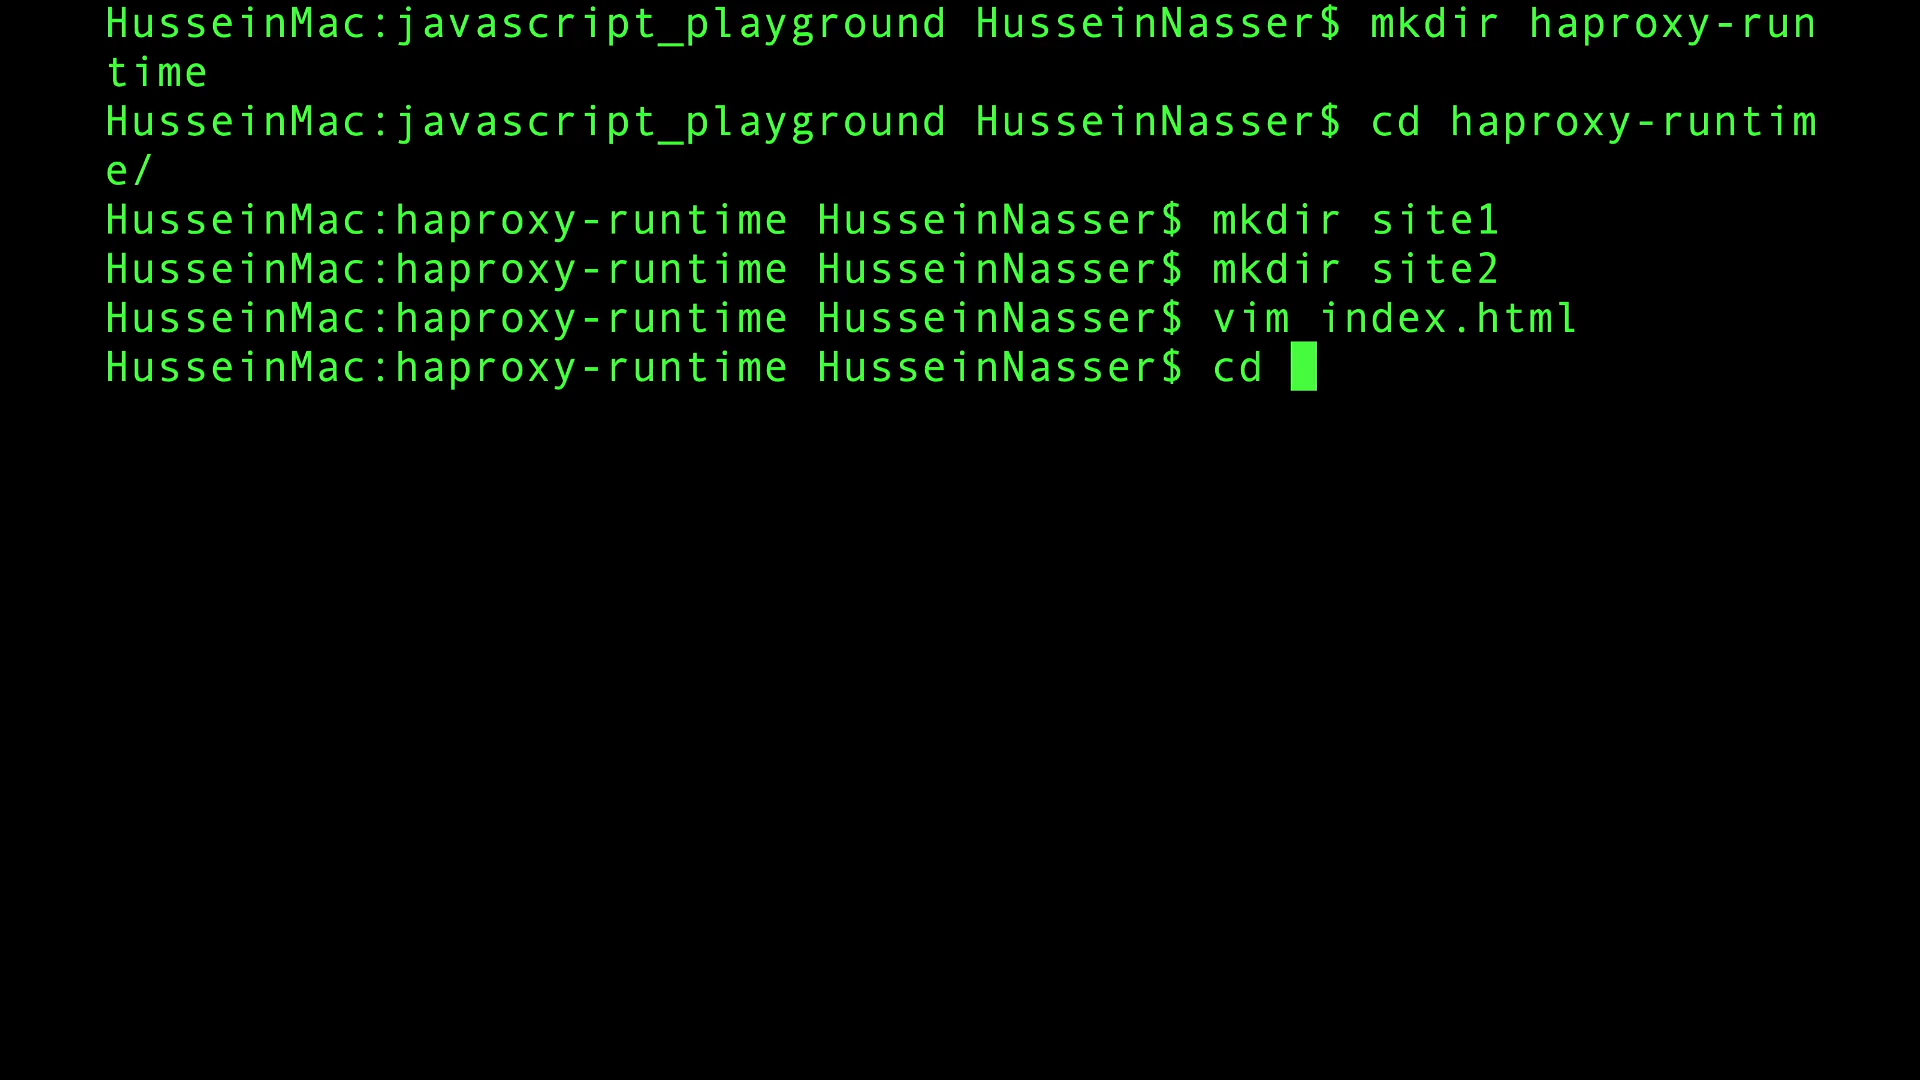 HusseinMac:javascript_playground HusseinNasser$ mkdir haproxy-run
time
HusseinMac:javascript_playground HusseinNasser$ cd haproxy-runtim
e/
HusseinMac:haproxy-runtime HusseinNasser$ mkdir site1
HusseinMac:haproxy-runtime HusseinNasser$ mkdir site2
HusseinMac:haproxy-runtime HusseinNasser$ vim index.html
HusseinMac:haproxy-runtime HusseinNasser$ cd